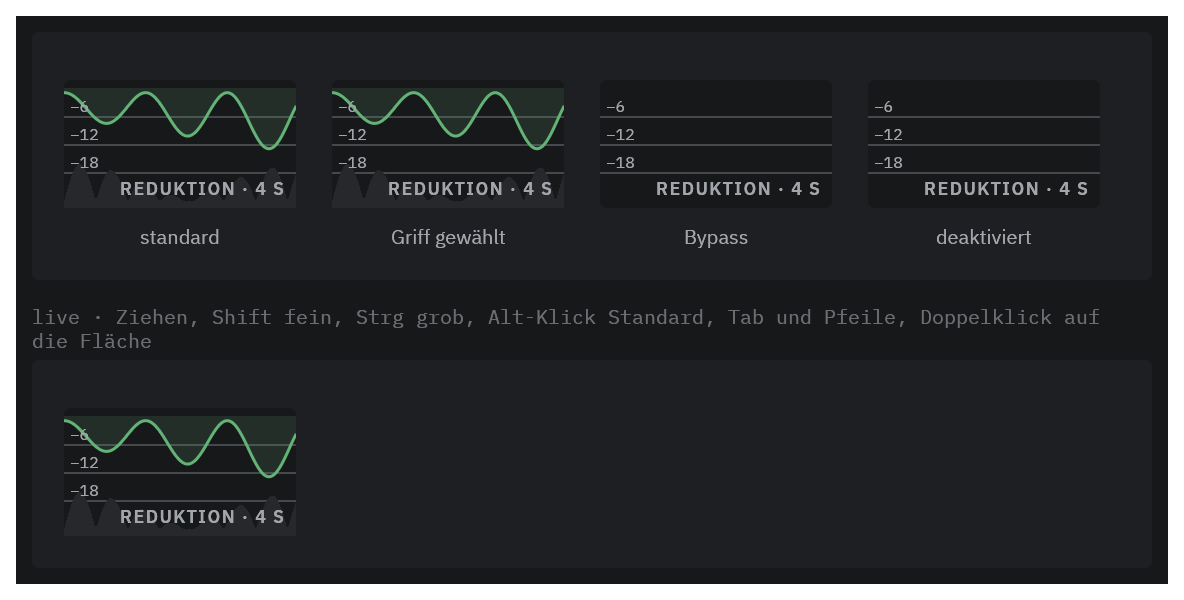 −6
−12
−18
REDUKTION · 4 S
standard
−6
−12
−18
REDUKTION · 4 S
Griff gewählt
−6
−12
−18
REDUKTION · 4 S
Bypass
−6
−12
−18
REDUKTION · 4 S
deaktiviert
live · Ziehen, Shift fein, Strg grob, Alt-Klick Standard, Tab und Pfeile, Doppelklick auf
die Fläche
−6
−12
−18
REDUKTION · 4 S